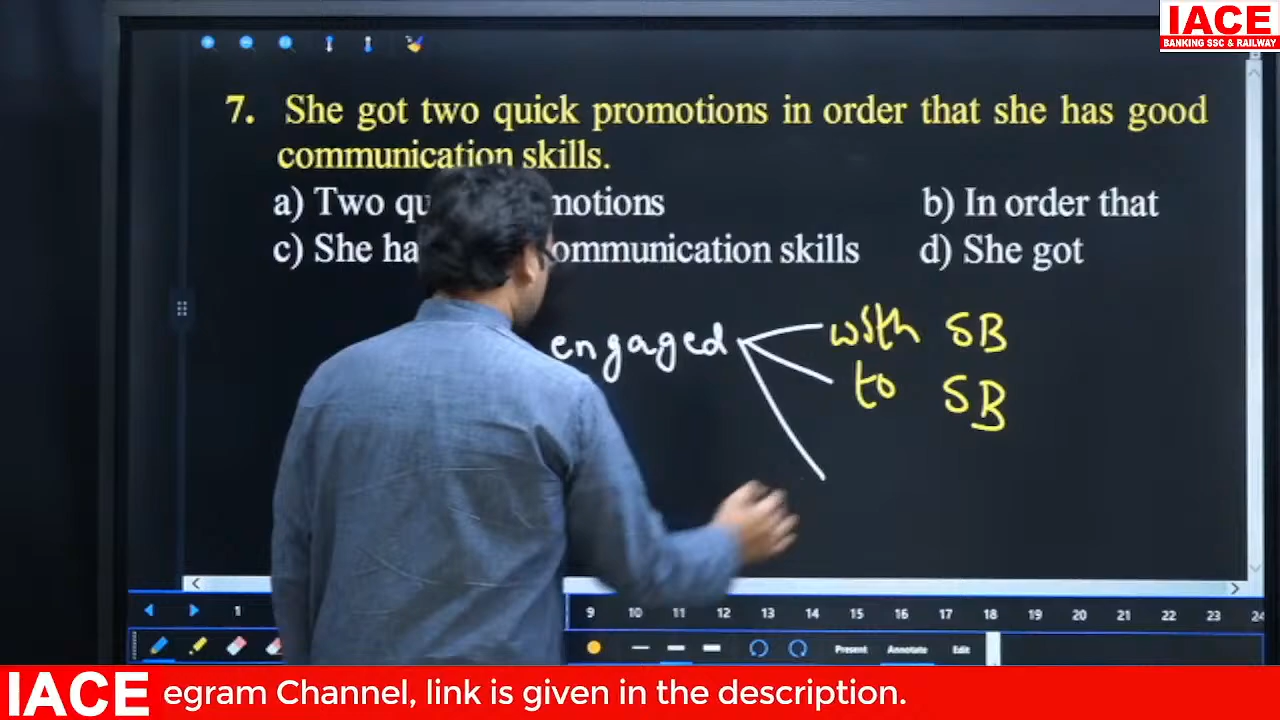 IACE
BANKING SSC & RAILWAY
7. She got two quick promotions in order that she has good
communication skills.
a) Two qu motions b) In order that
c) She ha ommunication skills d) She got
engaged with SB
to SB
1 9 10 11 12 13 14 15 16 17 18 19 20 21 22 23 24
Present Annotate Edit
IACE egram Channel, link is given in the description.